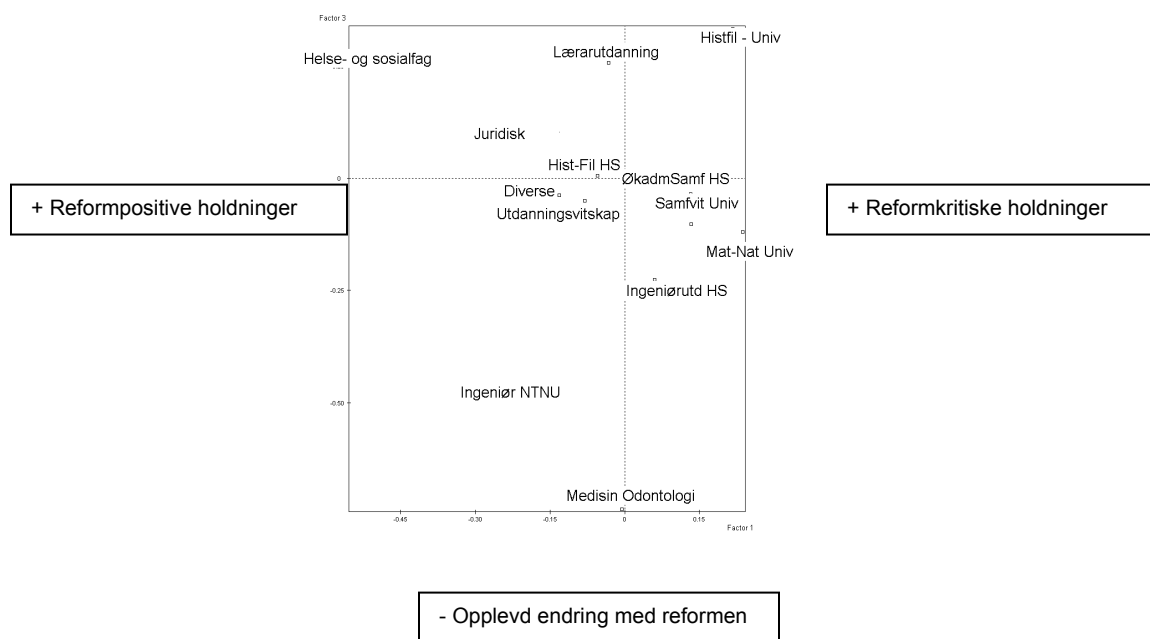 Factor 3
Histfil - Univ
Lærarutdanning
Helse- og sosialfag
Juridisk
Hist-Fil HS
0
ØkadmSamf HS
+ Reformpositive holdninger
Diverse
Samfvit Univ
+ Reformkritiske holdninger
Utdanningsvitskap
Mat-Nat Univ
-0.25
Ingeniørutd HS
Ingeniør NTNU
-0.50
Medisin Odontologi
-0.45 -0.30 -0.15 0 0.15
Factor 1
- Opplevd endring med reformen